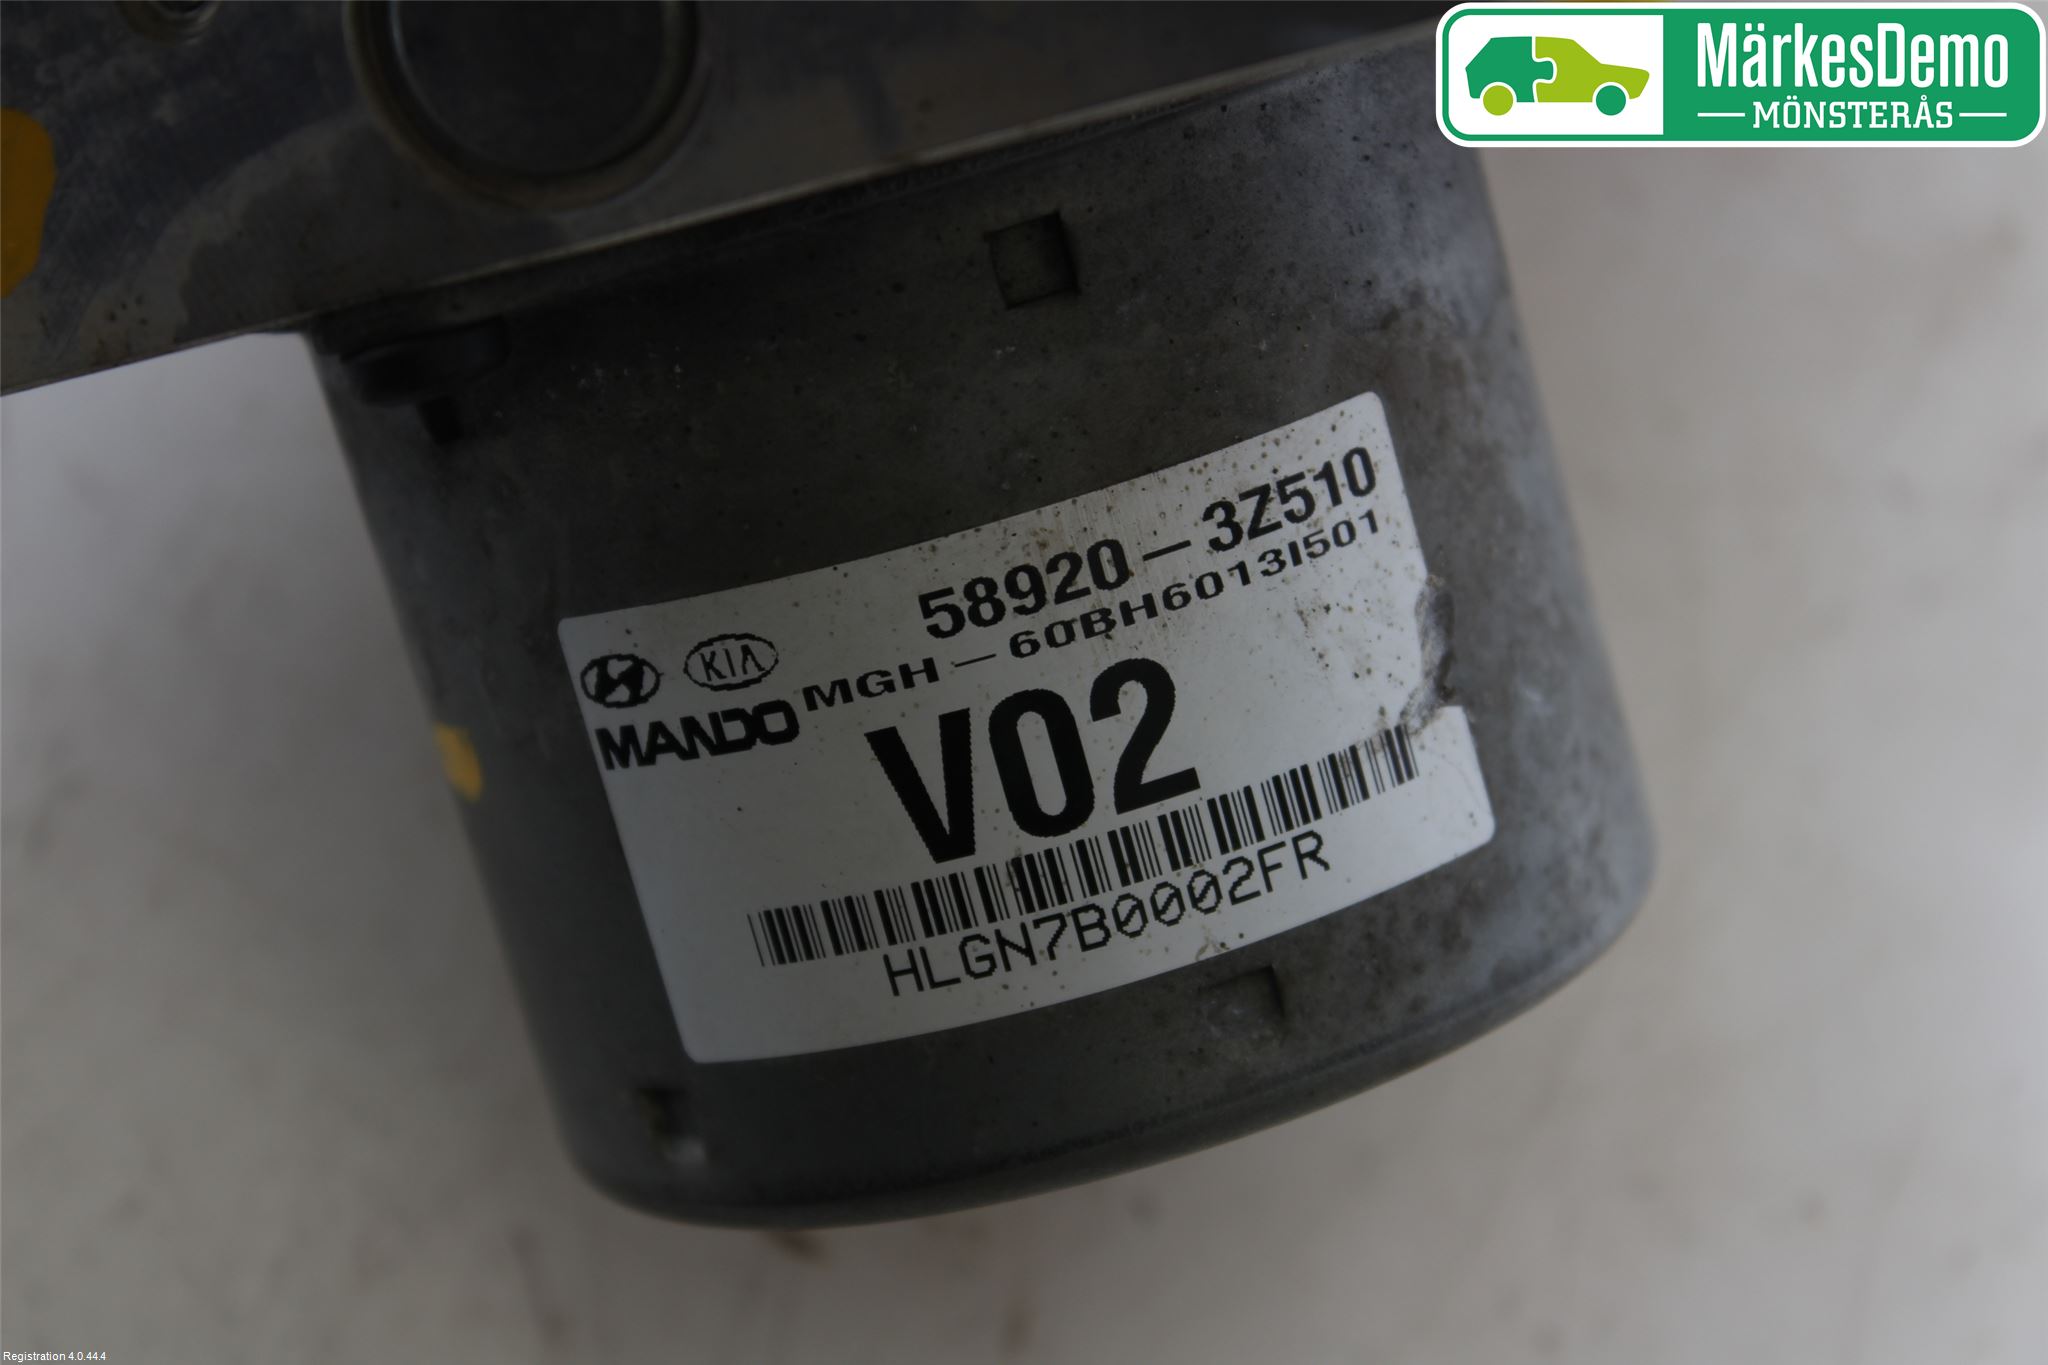 MärkesDemo
MÖNSTERÅS
58920-3Z510
KIA
MGH-60BH6013I501
MANDO
V02
HLGN7B0002FR
Registration 4.0.44.4